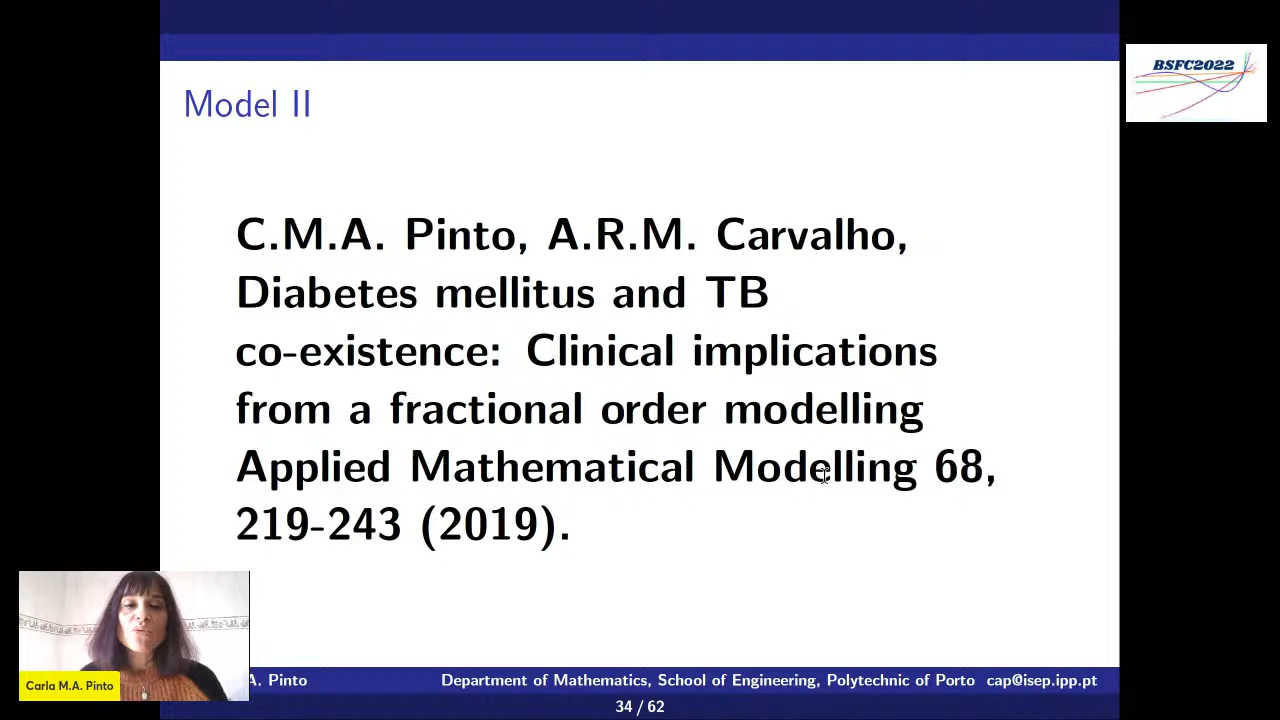 BSFC2022
Model II
C.M.A. Pinto, A.R.M. Carvalho,
Diabetes mellitus and TB
co-existence: Clinical implications
from a fractional order modelling
Applied Mathematical Modelling 68,
219-243 (2019).
Carla M.A. Pinto
A. Pinto
Department of Mathematics, School of Engineering, Polytechnic of Porto cap@isep.ipp.pt
34 / 62